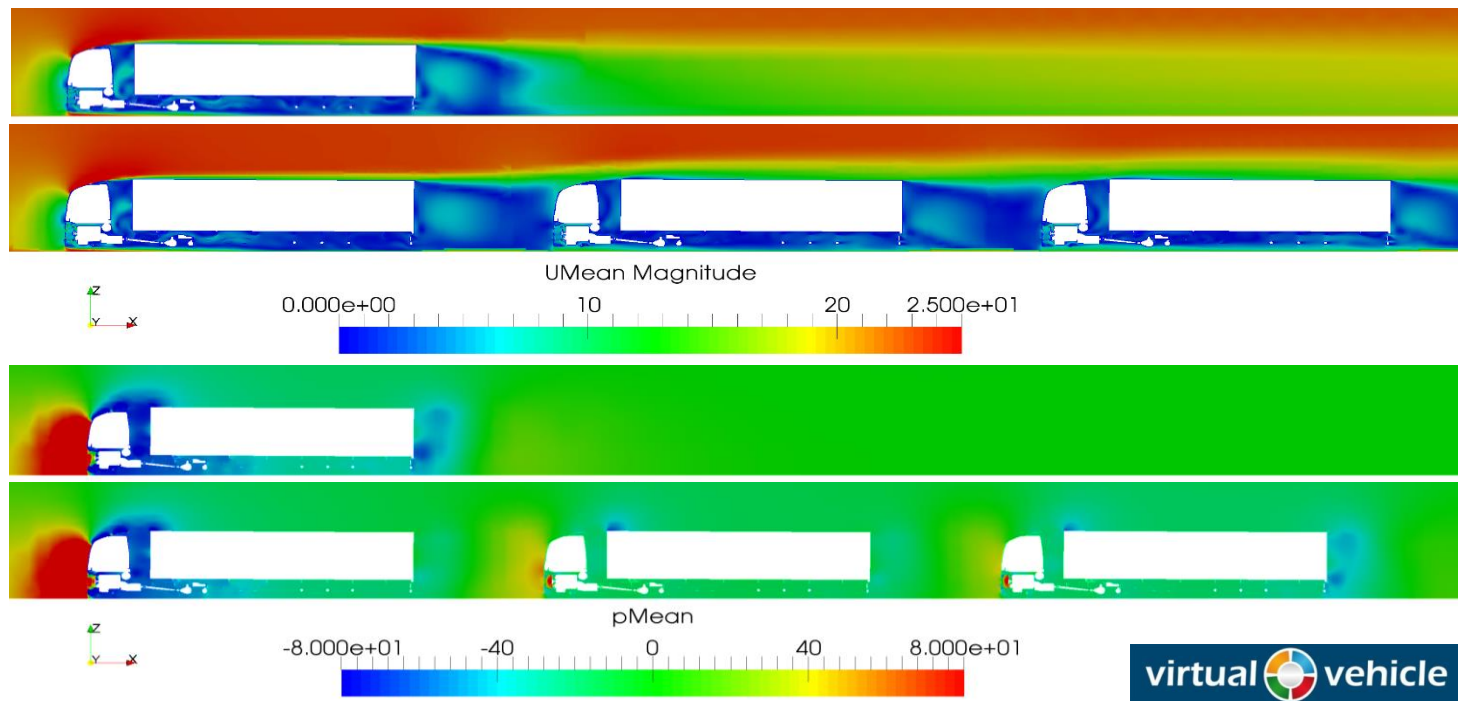 UMean Magnitude
0.000e+00 10 20 2.500e+01
Z
Y X
pMean
-8.000e+01 -40 0 40 8.000e+01
Z
Y X
virtual vehicle